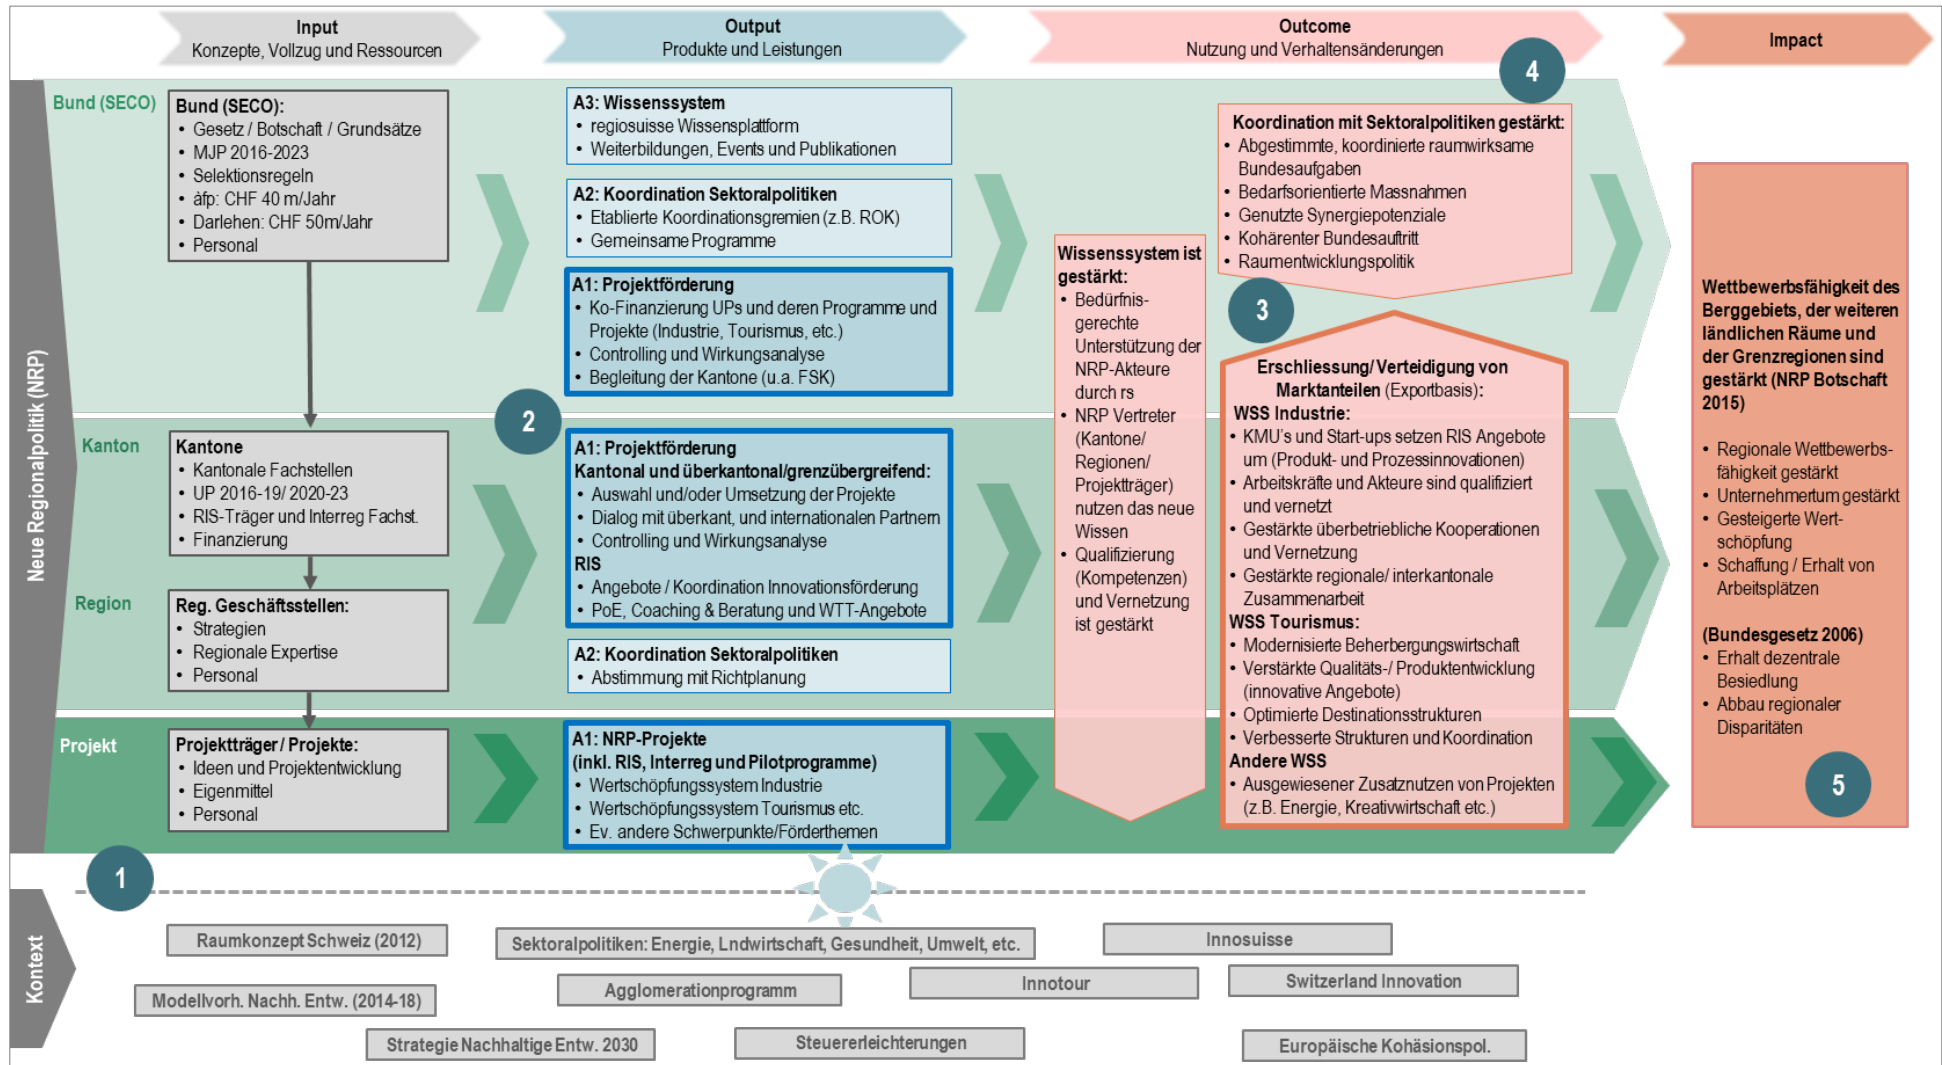 Input
Konzepte, Vollzug und Ressourcen
Output
Produkte und Leistungen
Outcome
Nutzung und Verhaltensänderungen
Impact
Neue Regionalpolitik (NRP)
Bund (SECO)
Bund (SECO):
• Gesetz / Botschaft / Grundsätze
• MJP 2016-2023
• Selektionsregeln
• àfp: CHF 40 m/Jahr
• Darlehen: CHF 50m/Jahr
• Personal
A3: Wissenssystem
• regiosuisse Wissensplattform
• Weiterbildungen, Events und Publikationen
A2: Koordination Sektoralpolitiken
• Etablierte Koordinationsgremien (z.B. ROK)
• Gemeinsame Programme
A1: Projektförderung
• Ko-Finanzierung UPs und deren Programme und
Projekte (Industrie, Tourismus, etc.)
• Controlling und Wirkungsanalyse
• Begleitung der Kantone (u.a. FSK)
2
Kanton
Kantone
• Kantonale Fachstellen
• UP 2016-19/ 2020-23
• RIS-Träger und Interreg Fachst.
• Finanzierung
Region
Reg. Geschäftsstellen:
• Strategien
• Regionale Expertise
• Personal
A1: Projektförderung
Kantonal und überkantonal/grenzübergreifend:
• Auswahl und/oder Umsetzung der Projekte
• Dialog mit überkant, und internationalen Partnern
• Controlling und Wirkungsanalyse
RIS
• Angebote / Koordination Innovationsförderung
• PoE, Coaching & Beratung und WTT-Angebote
A2: Koordination Sektoralpolitiken
• Abstimmung mit Richtplanung
Projekt
Projektträger / Projekte:
• Ideen und Projektentwicklung
• Eigenmittel
• Personal
A1: NRP-Projekte
(inkl. RIS, Interreg und Pilotprogramme)
• Wertschöpfungssystem Industrie
• Wertschöpfungssystem Tourismus etc.
• Ev. andere Schwerpunkte/Förderthemen
Wissenssystem ist
gestärkt:
• Bedürfnis-
gerechte
Unterstützung der
NRP-Akteure
durch rs
• NRP Vertreter
(Kantone/
Regionen/
Projektträger)
nutzen das neue
Wissen
• Qualifizierung
(Kompetenzen)
und Vernetzung
ist gestärkt
4
Koordination mit Sektoralpolitiken gestärkt:
• Abgestimmte, koordinierte raumwirksame
Bundesaufgaben
• Bedarfsorientierte Massnahmen
• Genutzte Synergiepotenziale
• Kohärenter Bundesauftritt
• Raumentwicklungspolitik
3
Erschliessung/ Verteidigung von
Marktanteilen (Exportbasis):
WSS Industrie:
• KMU's und Start-ups setzen RIS Angebote
um (Produkt- und Prozessinnovationen)
• Arbeitskräfte und Akteure sind qualifiziert
und vernetzt
• Gestärkte überbetriebliche Kooperationen
und Vernetzung
• Gestärkte regionale/ interkantonale
Zusammenarbeit
WSS Tourismus:
• Modernisierte Beherbergungswirtschaft
• Verstärkte Qualitäts-/ Produktentwicklung
(innovative Angebote)
• Optimierte Destinationsstrukturen
• Verbesserte Strukturen und Koordination
Andere WSS
• Ausgewiesener Zusatznutzen von Projekten
(z.B. Energie, Kreativwirtschaft etc.)
Wettbewerbsfähigkeit des
Berggebiets, der weiteren
ländlichen Räume und
der Grenzregionen sind
gestärkt (NRP Botschaft
2015)
• Regionale Wettbewerbs-
fähigkeit gestärkt
• Unternehmertum gestärkt
• Gesteigerte Wert-
schöpfung
• Schaffung / Erhalt von
Arbeitsplätzen
(Bundesgesetz 2006)
• Erhalt dezentrale
Besiedlung
• Abbau regionaler
Disparitäten
5
1
Kontext
Raumkonzept Schweiz (2012)
Sektoralpolitiken: Energie, Lndwirtschaft, Gesundheit, Umwelt, etc.
Innosuisse
Modellvorh. Nachh. Entw. (2014-18)
Agglomerationprogramm
Innotour
Switzerland Innovation
Strategie Nachhaltige Entw. 2030
Steuererleichterungen
Europäische Kohäsionspol.